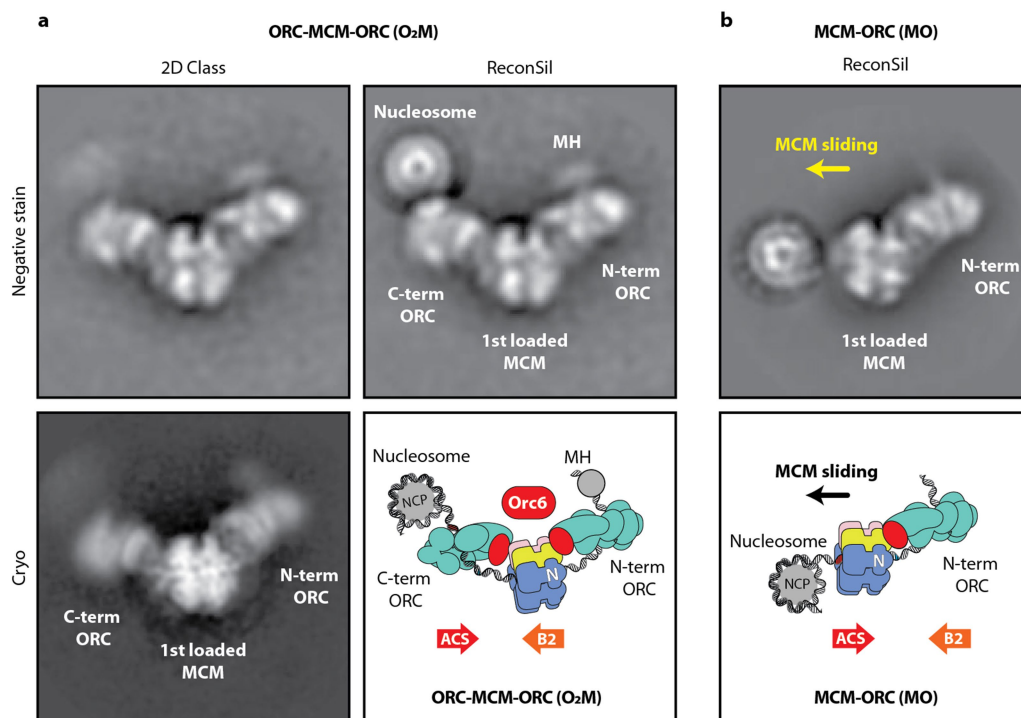 a
ORC-MCM-ORC (O₂M)
2D Class
ReconSil
b
MCM-ORC (MO)
ReconSil
Negative stain
Nucleosome
MH
C-term
ORC
N-term
ORC
1st loaded
MCM
MCM sliding
N-term
ORC
1st loaded
MCM
Cryo
C-term
ORC
N-term
ORC
1st loaded
MCM
Nucleosome
MH
NCP
Orc6
N
C-term
ORC
N-term
ORC
ACS
B2
ORC-MCM-ORC (O₂M)
MCM sliding
Nucleosome
NCP
N
N-term
ORC
ACS
B2
MCM-ORC (MO)